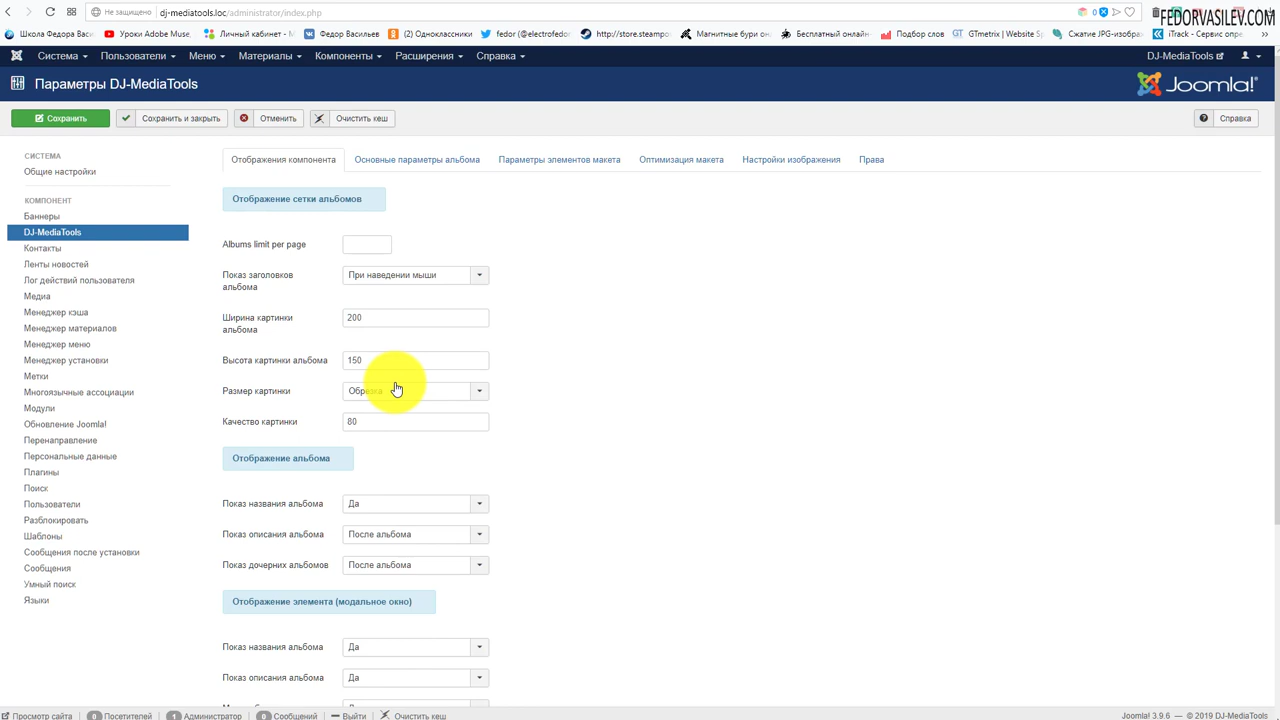 FEDORVASILEV.COM
Не защищено dj-mediatools.loc/administrator/index.php
Школа Федора Васи
Уроки Adobe Muse,
Личный кабинет -
Федор Васильев
(2) Одноклассники
fedor (@electrofedor)
http://store.steampo
Магнитные бури он
Бесплатный онлайн
Подбор слов
GTmetrix | Website Sp
Сжатие JPG-изобра
iTrack - Сервис опре
Система
Пользователи
Меню
Материалы
Компоненты
Расширения
Справка
DJ-MediaTools
Параметры DJ-MediaTools
Joomla!
Сохранить
Сохранить и закрыть
Отменить
Очистить кеш
Справка
СИСТЕМА
Общие настройки
КОМПОНЕНТ
Баннеры
DJ-MediaTools
Контакты
Ленты новостей
Лог действий пользователя
Медиа
Менеджер кэша
Менеджер материалов
Менеджер меню
Менеджер установки
Метки
Многоязычные ассоциации
Модули
Обновление Joomla!
Перенаправление
Персональные данные
Плагины
Поиск
Пользователи
Разблокировать
Шаблоны
Сообщения после установки
Сообщения
Умный поиск
Языки
Отображения компонента
Основные параметры альбома
Параметры элементов макета
Оптимизация макета
Настройки изображения
Права
Отображение сетки альбомов
Albums limit per page
Показ заголовков
альбома
При наведении мыши
Ширина картинки
альбома
200
Высота картинки альбома
150
Размер картинки
Обрезка
Качество картинки
80
Отображение альбома
Показ названия альбома
Да
Показ описания альбома
После альбома
Показ дочерних альбомов
После альбома
Отображение элемента (модальное окно)
Показ названия альбома
Да
Показ описания альбома
Да
Просмотр сайта
0 Посетителей
1 Администратор
0 Сообщений
Выйти
Очистить кеш
Joomla! 3.9.6 — © 2019 DJ-MediaTools